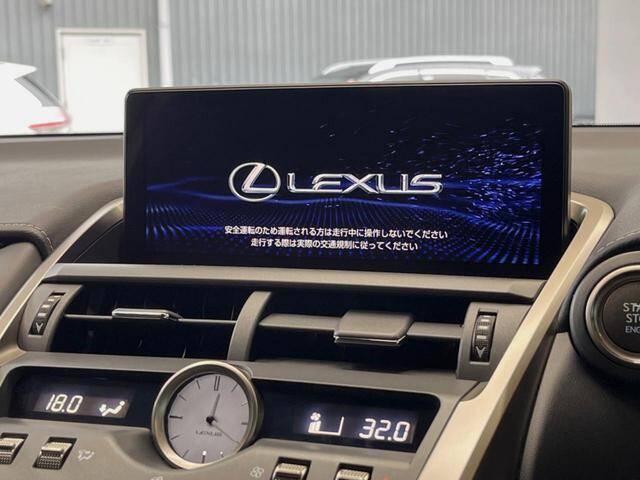 LEXUS
安全運転のため運転される方は走行中に操作しないでください
走行する際は実際の交通規制に従ってください
18.0
LEXUS
32.0